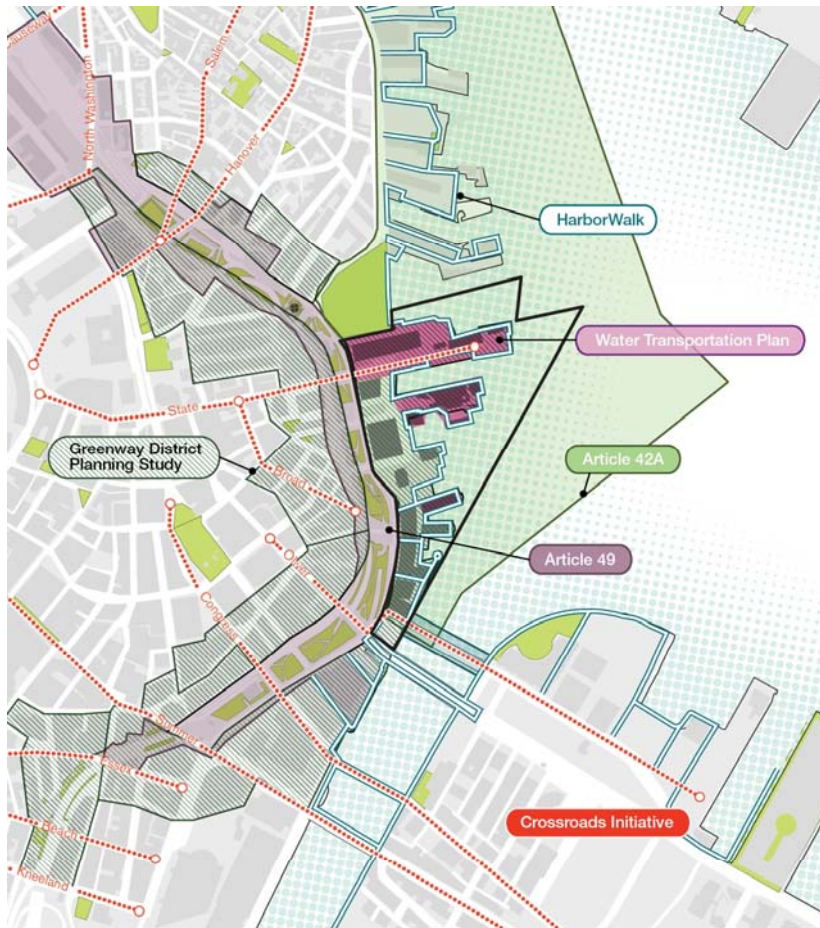 Causeway
North Washington
Salem
Hanover
HarborWalk
Water Transportation Plan
State
Greenway District
Planning Study
Broad
Article 42A
Oliver
Article 49
Congress
Summer
Essex
Crossroads Initiative
Beach
Kneeland